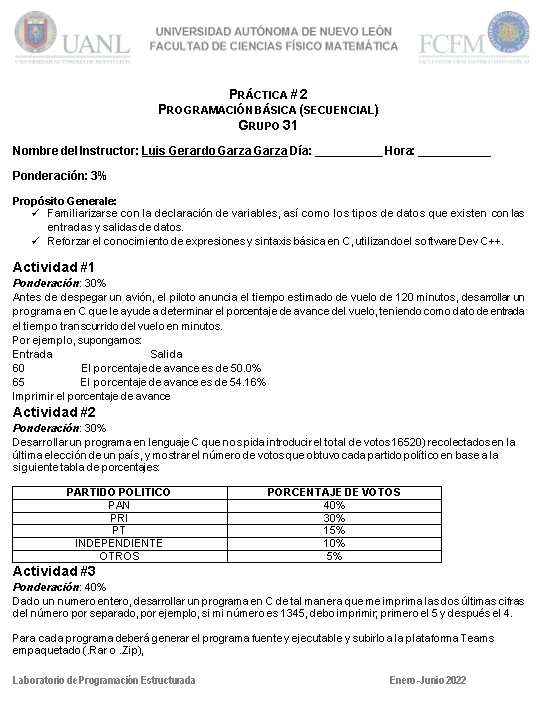 UANL
UNIVERSIDAD AUTÓNOMA DE NUEVO LEÓN
UNIVERSIDAD AUTÓNOMA DE NUEVO LEÓN
FACULTAD DE CIENCIAS FÍSICO MATEMÁTICA
FCFM
FACULTAD DE CIENCIAS FÍSICO MATEMÁTICA
PRÁCTICA # 2
PROGRAMACIÓN BÁSICA (SECUENCIAL)
GRUPO 31
Nombre del Instructor: Luis Gerardo Garza Garza Día: __________ Hora: ___________
Ponderación: 3%
Propósito Generale:
✓ Familiarizarse con la declaración de variables, así como los tipos de datos que existen con las
entradas y salidas de datos.
✓ Reforzar el conocimiento de expresiones y sintaxis básica en C, utilizando el software Dev C++.
Actividad #1
Ponderación: 30%
Antes de despegar un avión, el piloto anuncia el tiempo estimado de vuelo de 120 minutos, desarrollar un
programa en C que le ayude a determinar el porcentaje de avance del vuelo, teniendo como dato de entrada
el tiempo transcurrido del vuelo en minutos.
Por ejemplo, supongamos:
Entrada Salida
60 El porcentaje de avance es de 50.0%
65 El porcentaje de avance es de 54.16%
Imprimir el porcentaje de avance
Actividad #2
Ponderación: 30%
Desarrollar un programa en lenguaje C que nos pida introducir el total de votos 16520) recolectados en la
última elección de un país, y mostrar el número de votos que obtuvo cada partido político en base a la
siguiente tabla de porcentajes:
PARTIDO POLITICO PORCENTAJE DE VOTOS
PAN 40%
PRI 30%
PT 15%
INDEPENDIENTE 10%
OTROS 5%
Actividad #3
Ponderación: 40%
Dado un numero entero, desarrollar un programa en C de tal manera que me imprima las dos últimas cifras
del número por separado, por ejemplo, si mi número es 1345, debo imprimir; primero el 5 y después el 4.
Para cada programa deberá generar el programa fuente y ejecutable y subirlo a la plataforma Teams
empaquetado (.Rar o .Zip),
Laboratorio de Programación Estructurada Enero -Junio 2022